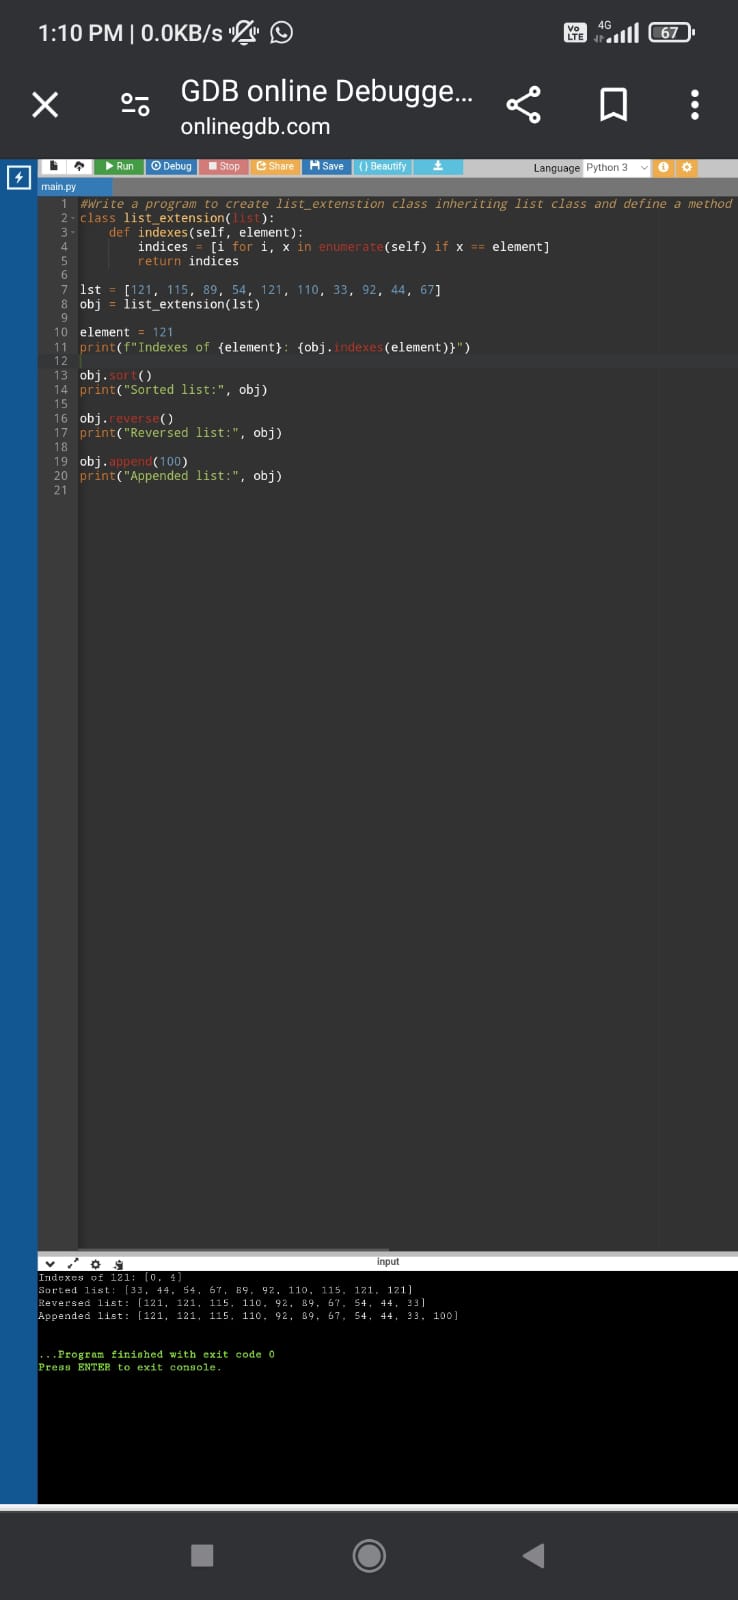 1:10 PM | 0.0KB/s
Vo LTE 4G 67
GDB online Debugge...
onlinegdb.com
Run Debug Stop Share Save {} Beautify Language Python 3
main.py
1 #Write a program to create list_extenstion class inheriting list class and define a method
2 class list_extension(list):
3 def indexes(self, element):
4 indices = [i for i, x in enumerate(self) if x == element]
5 return indices
6
7 lst = [121, 115, 89, 54, 121, 110, 33, 92, 44, 67]
8 obj = list_extension(lst)
9
10 element = 121
11 print(f"Indexes of {element}: {obj.indexes(element)}")
12
13 obj.sort()
14 print("Sorted list:", obj)
15
16 obj.reverse()
17 print("Reversed list:", obj)
18
19 obj.append(100)
20 print("Appended list:", obj)
21
input
Indexes of 121: [0, 4]
Sorted list: [33, 44, 54, 67, 89, 92, 110, 115, 121, 121]
Reversed list: [121, 121, 115, 110, 92, 89, 67, 54, 44, 33]
Appended list: [121, 121, 115, 110, 92, 89, 67, 54, 44, 33, 100]
...Program finished with exit code 0
Press ENTER to exit console.